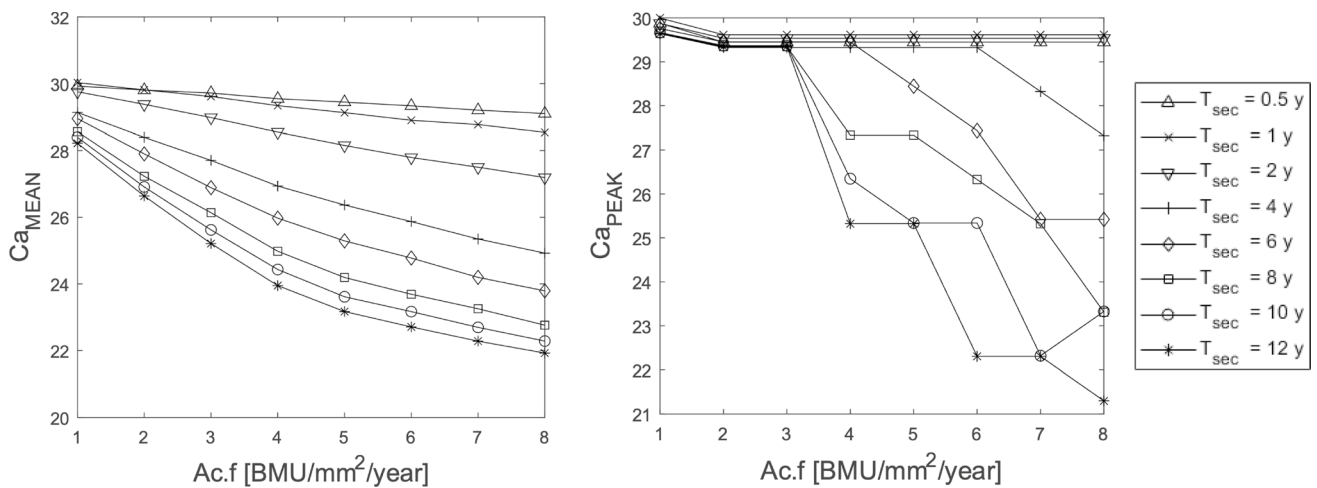 32
30
28
26
24
22
20
Ca_MEAN
1 2 3 4 5 6 7 8
Ac.f [BMU/mm²/year]
30
29
28
27
26
25
24
23
22
21
Ca_PEAK
1 2 3 4 5 6 7 8
Ac.f [BMU/mm²/year]
T_sec = 0.5 y
T_sec = 1 y
T_sec = 2 y
T_sec = 4 y
T_sec = 6 y
T_sec = 8 y
T_sec = 10 y
T_sec = 12 y